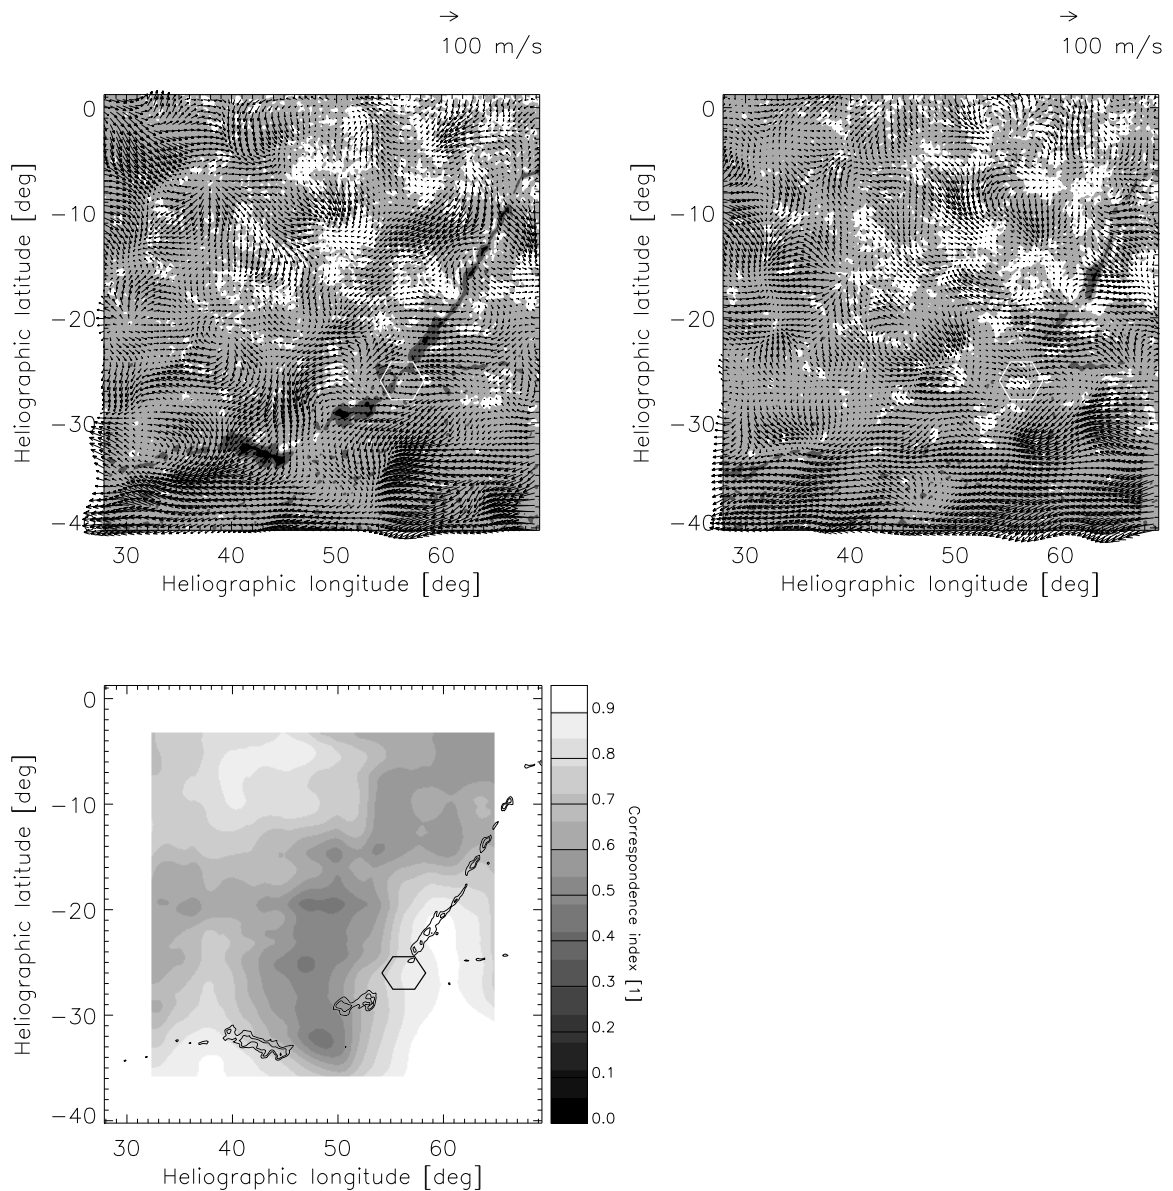 100 m/s
100 m/s
0
−10
−20
−30
−40
Heliographic latitude [deg]
30 40 50 60
Heliographic longitude [deg]
0
−10
−20
−30
−40
Heliographic latitude [deg]
30 40 50 60
Heliographic longitude [deg]
0
−10
−20
−30
−40
Heliographic latitude [deg]
30 40 50 60
Heliographic longitude [deg]
0.9
0.8
0.7
0.6
0.5
0.4
0.3
0.2
0.1
0.0
Correspondence index [1]